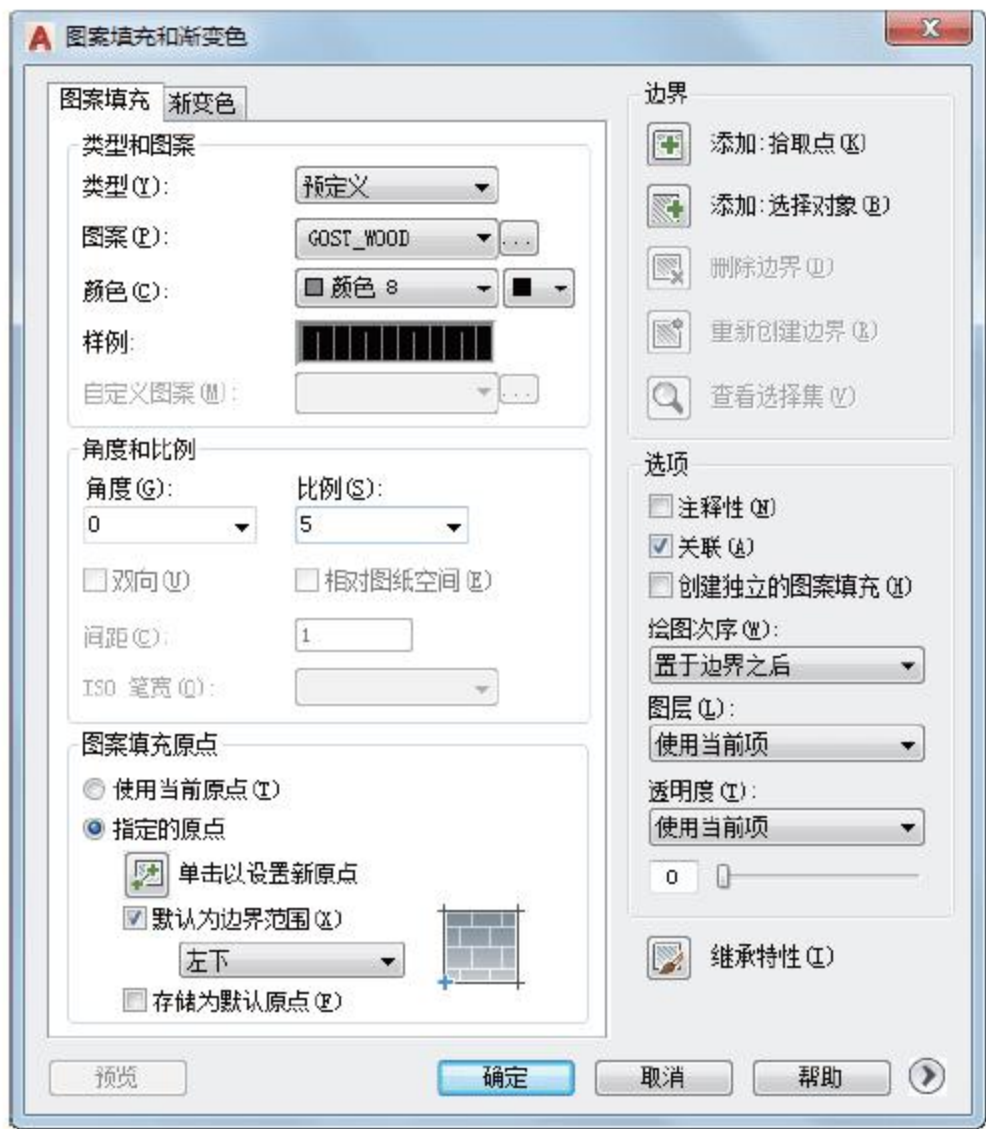 图案填充和渐变色
图案填充 渐变色
类型和图案
类型(Y): 预定义
图案(P): GOST_WOOD ...
颜色(C): 颜色 8
样例:
自定义图案(M): ...
角度和比例
角度(G): 比例(S):
0 5
双向(U) 相对图纸空间(E)
间距(C): 1
ISO 笔宽(O):
图案填充原点
使用当前原点(T)
指定的原点
单击以设置新原点
默认为边界范围(X)
左下
存储为默认原点(F)
边界
添加:拾取点(K)
添加:选择对象(B)
删除边界(D)
重新创建边界(R)
查看选择集(V)
选项
注释性(N)
关联(A)
创建独立的图案填充(H)
绘图次序(W):
置于边界之后
图层(L):
使用当前项
透明度(T):
使用当前项
0
继承特性(I)
预览 确定 取消 帮助